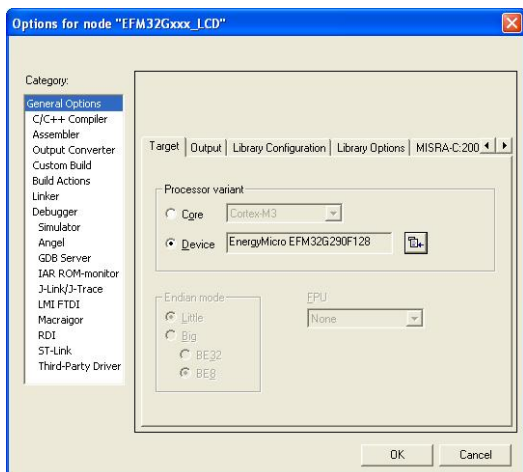 Options for node "EFM32Gxxx_LCD"
Category:
General Options
C/C++ Compiler
Assembler
Output Converter
Custom Build
Build Actions
Linker
Debugger
Simulator
Angel
GDB Server
IAR ROM-monitor
J-Link/J-Trace
LMI FTDI
Macraigor
RDI
ST-Link
Third-Party Driver
Target Output Library Configuration Library Options MISRA-C:200
Processor variant
Core Cortex-M3
Device EnergyMicro EFM32G290F128
Endian mode
Little
Big
BE32
BE8
FPU
None
OK Cancel